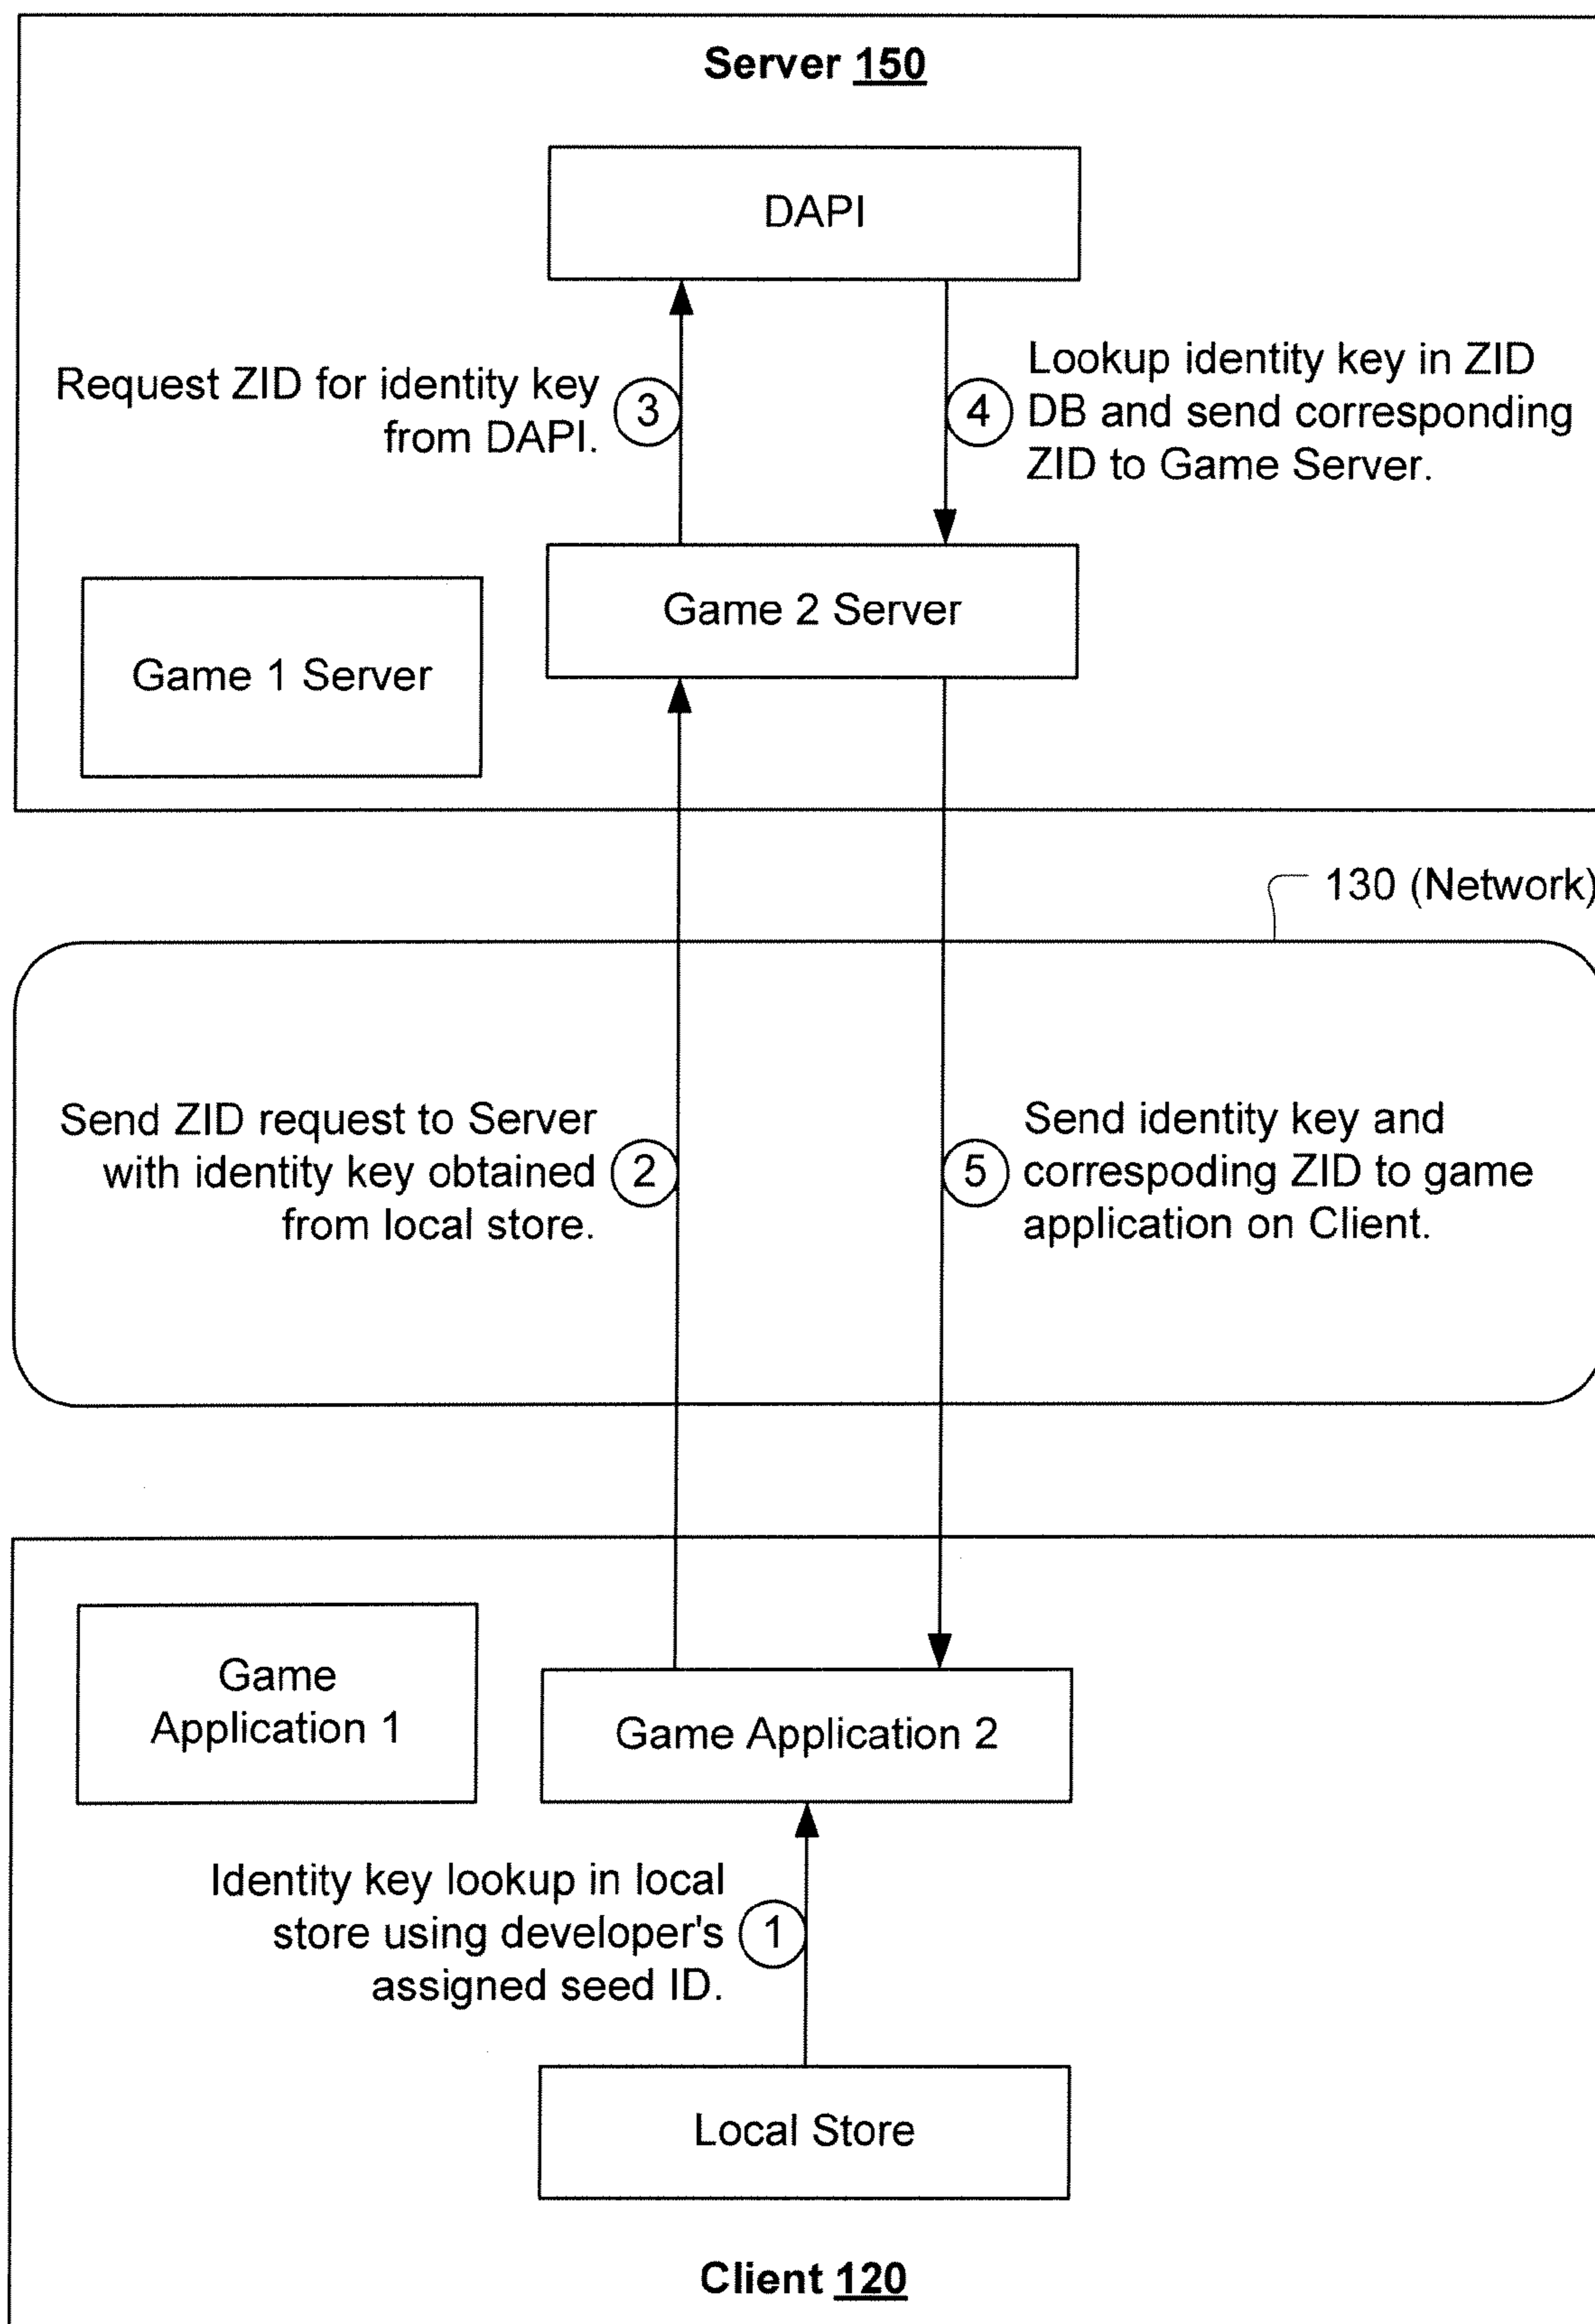 Server 150
DAPI
Request ZID for identity key
from DAPI.
3
4
Lookup identity key in ZID
DB and send corresponding
ZID to Game Server.
Game 2 Server
Game 1 Server
130 (Network)
Send ZID request to Server
with identity key obtained
from local store.
2
5
Send identity key and
correspoding ZID to game
application on Client.
Game
Application 1
Game Application 2
Identity key lookup in local
store using developer's
assigned seed ID.
1
Local Store
Client 120